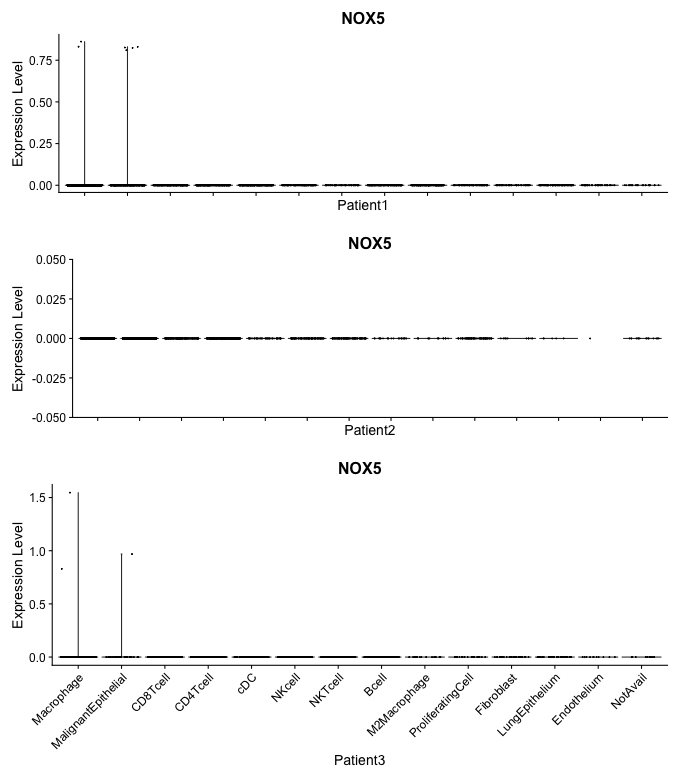 NOX5
Expression Level
0.75
0.50
0.25
0.00
Patient1
NOX5
Expression Level
0.050
0.025
0.000
-0.025
-0.050
Patient2
NOX5
Expression Level
1.5
1.0
0.5
0.0
Macrophage
MalignantEpithelial
CD8Tcell
CD4Tcell
cDC
NKcell
NKTcell
Bcell
M2Macrophage
ProliferatingCell
Fibroblast
LungEpithelium
Endothelium
NotAvail
Patient3